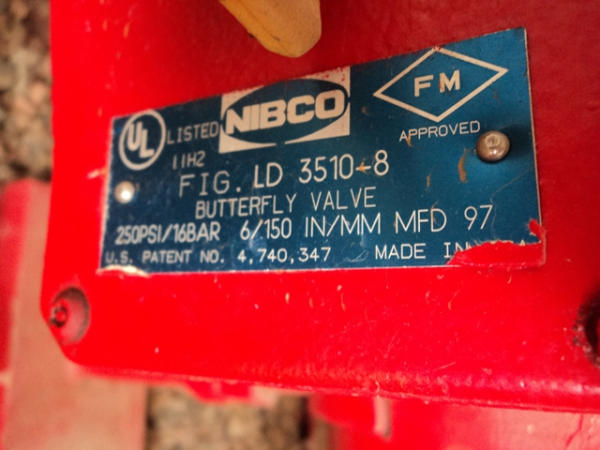 UL LISTED NIBCO FM
11H2 APPROVED
FIG. LD 3510-8
BUTTERFLY VALVE
250PSI/16BAR 6/150 IN/MM MFD 97
U.S. PATENT NO. 4,740,347 MADE IN